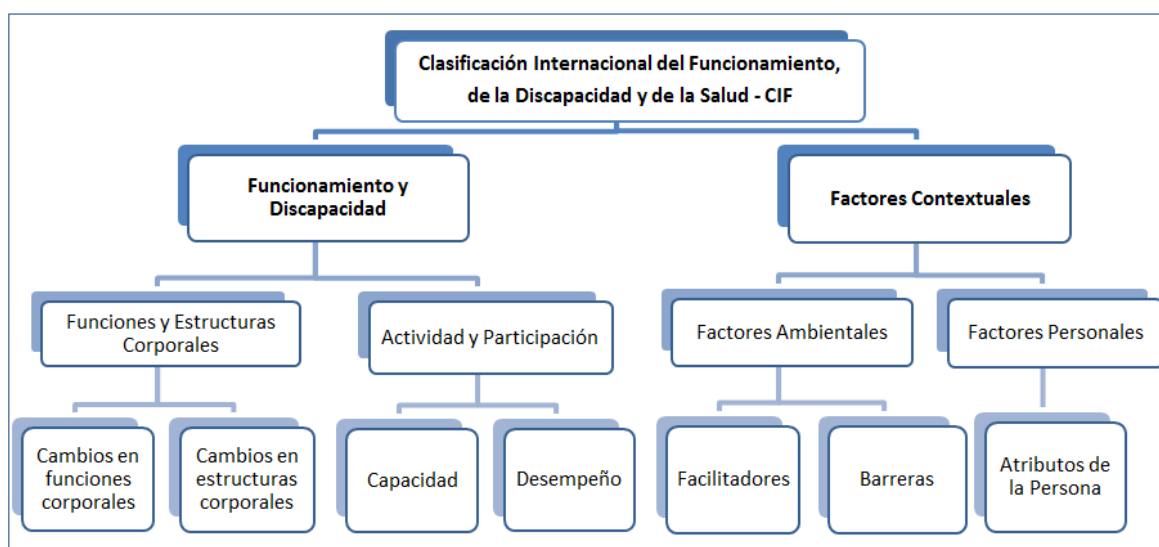 Clasificación Internacional del Funcionamiento,
de la Discapacidad y de la Salud - CIF
Funcionamiento y
Discapacidad
Factores Contextuales
Funciones y Estructuras
Corporales
Actividad y Participación
Factores Ambientales
Factores Personales
Cambios en
funciones
corporales
Cambios en
estructuras
corporales
Capacidad
Desempeño
Facilitadores
Barreras
Atributos de
la Persona